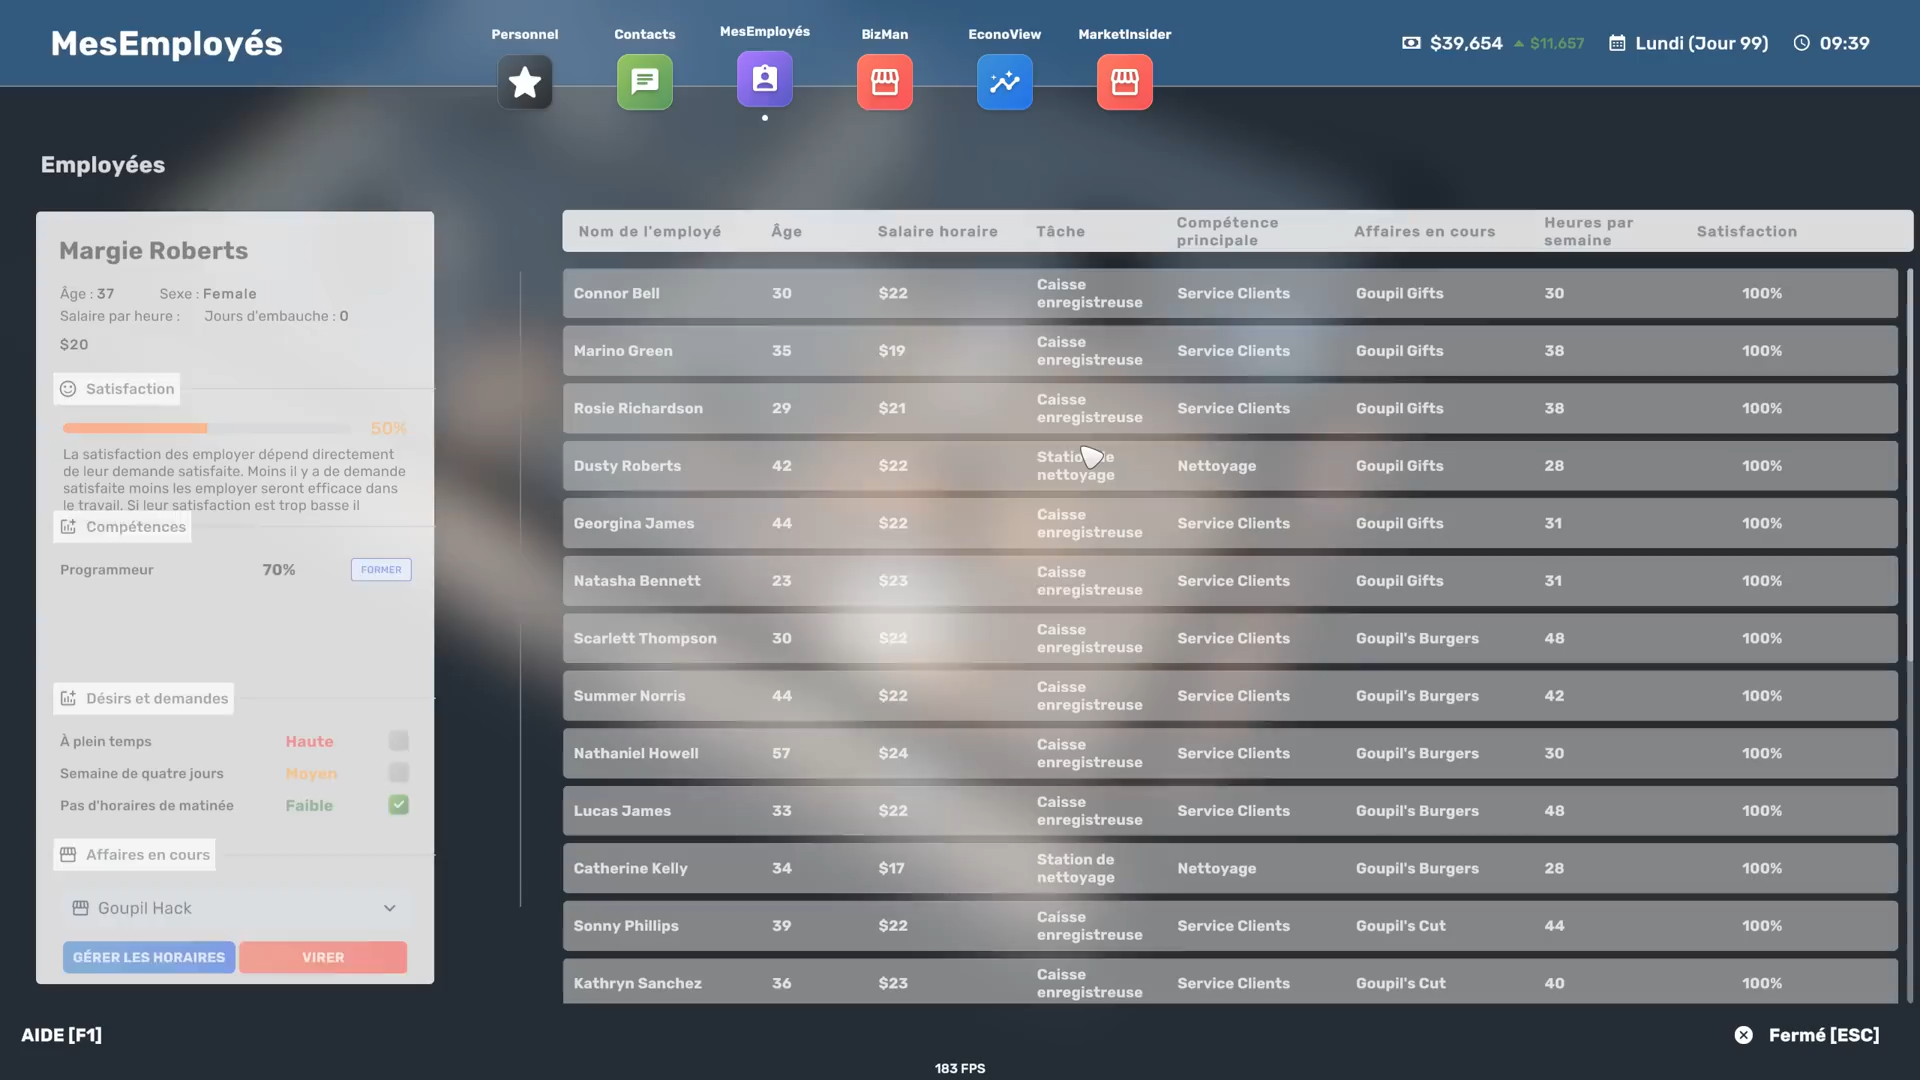 MesEmployés
Personnel
Contacts
MesEmployés
BizMan
EconoView
MarketInsider
$39,654
$11,657
Lundi (Jour 99)
09:39
Employées
Margie Roberts
Âge : 37 Sexe : Female
Salaire par heure : Jours d'embauche : 0
$20
Satisfaction
50%
La satisfaction des employer dépend directement
de leur demande satisfaite. Moins il y a de demande
satisfaite moins les employer seront efficace dans
le travail. Si leur satisfaction est trop basse il
Compétences
Programmeur 70% FORMER
Désirs et demandes
À plein temps Haute
Semaine de quatre jours Moyen
Pas d'horaires de matinée Faible
Affaires en cours
Goupil Hack
GÉRER LES HORAIRES VIRER
Nom de l'employé Âge Salaire horaire Tâche Compétence principale Affaires en cours Heures par semaine Satisfaction
Connor Bell 30 $22 Caisse enregistreuse Service Clients Goupil Gifts 30 100%
Marino Green 35 $19 Caisse enregistreuse Service Clients Goupil Gifts 38 100%
Rosie Richardson 29 $21 Caisse enregistreuse Service Clients Goupil Gifts 38 100%
Dusty Roberts 42 $22 Station de nettoyage Nettoyage Goupil Gifts 28 100%
Georgina James 44 $22 Caisse enregistreuse Service Clients Goupil Gifts 31 100%
Natasha Bennett 23 $23 Caisse enregistreuse Service Clients Goupil Gifts 31 100%
Scarlett Thompson 30 $22 Caisse enregistreuse Service Clients Goupil's Burgers 48 100%
Summer Norris 44 $22 Caisse enregistreuse Service Clients Goupil's Burgers 42 100%
Nathaniel Howell 57 $24 Caisse enregistreuse Service Clients Goupil's Burgers 30 100%
Lucas James 33 $22 Caisse enregistreuse Service Clients Goupil's Burgers 48 100%
Catherine Kelly 34 $17 Station de nettoyage Nettoyage Goupil's Burgers 28 100%
Sonny Phillips 39 $22 Caisse enregistreuse Service Clients Goupil's Cut 44 100%
Kathryn Sanchez 36 $23 Caisse enregistreuse Service Clients Goupil's Cut 40 100%
AIDE [F1]
Fermé [ESC]
183 FPS